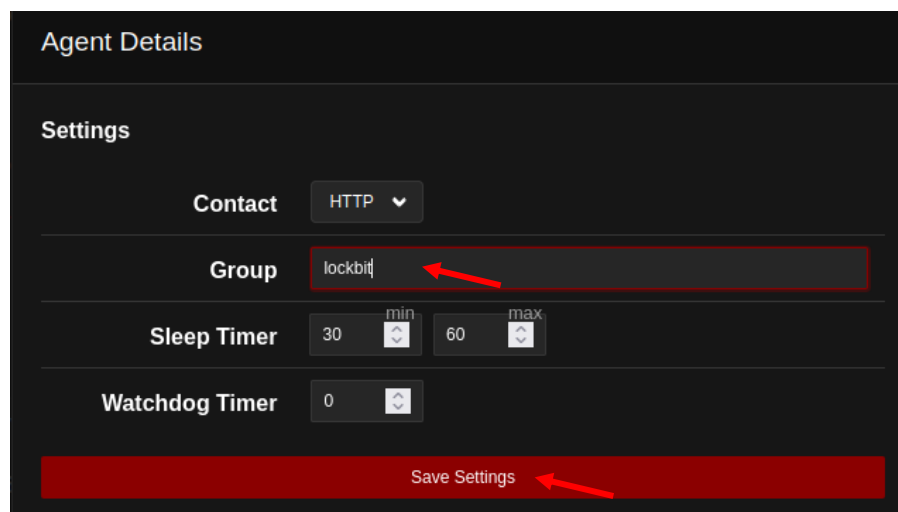 Agent Details
Settings
Contact HTTP
Group lockbit
min max
Sleep Timer 30 60
Watchdog Timer 0
Save Settings